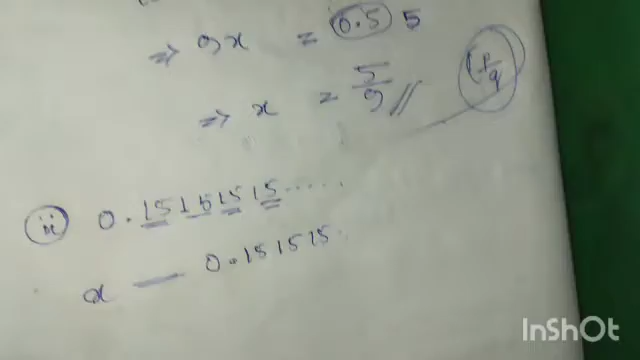 ⇒ 9x = 0.5 5
⇒ x = 5/9 //
ii 0.15151515.....
x — 0.151515..
InShOt